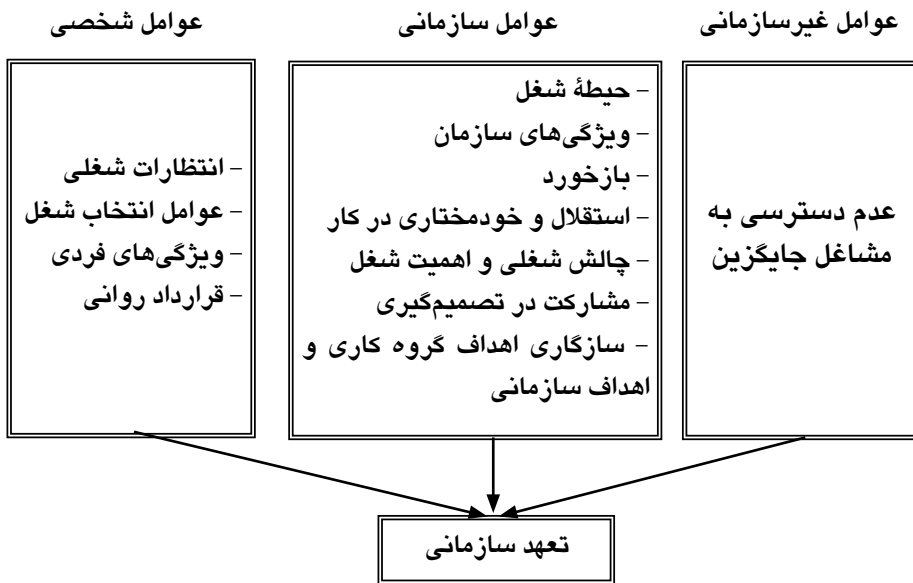 عوامل غیرسازمانی
عدم دسترسی به
مشاغل جایگزین
عوامل سازمانی
- حیطۀ شغل
- ویژگی‌های سازمان
- بازخورد
- استقلال و خودمختاری در کار
- چالش شغلی و اهمیت شغل
- مشارکت در تصمیم‌گیری
- سازگاری اهداف گروه کاری و
اهداف سازمانی
عوامل شخصی
- انتظارات شغلی
- عوامل انتخاب شغل
- ویژگی‌های فردی
- قرارداد روانی
تعهد سازمانی